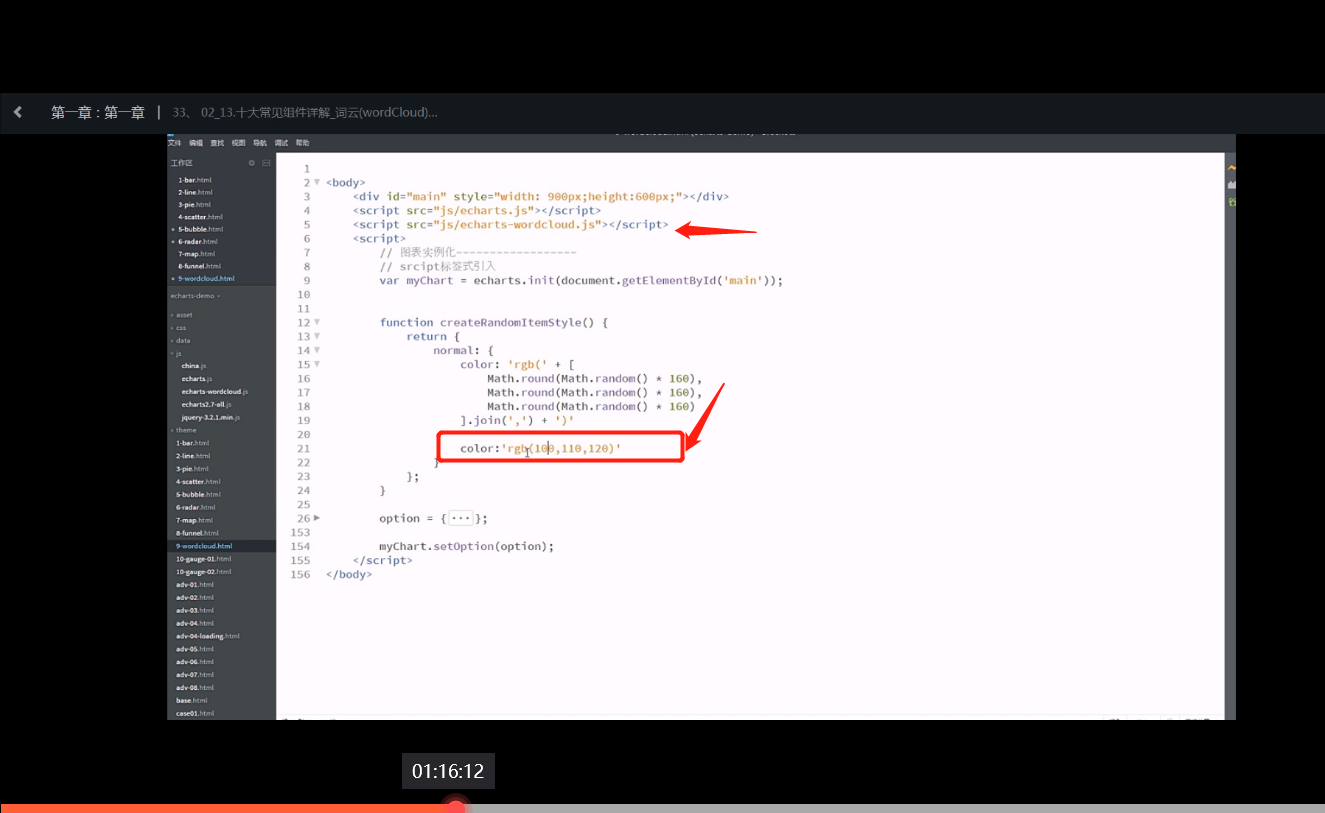 第一章 : 第一章 | 33、 02_13.十大常见组件详解_词云(wordCloud)...
文件 编辑 查找 视图 导航 调试 帮助
工作区
1-bar.html
2-line.html
3-pie.html
4-scatter.html
5-bubble.html
6-radar.html
7-map.html
8-funnel.html
9-wordcloud.html
echarts-demo
asset
css
data
js
china.js
echarts.js
echarts-wordcloud.js
echarts2.7-all.js
jquery-3.2.1.min.js
theme
1-bar.html
2-line.html
3-pie.html
4-scatter.html
5-bubble.html
6-radar.html
7-map.html
8-funnel.html
9-wordcloud.html
10-gauge-01.html
10-gauge-02.html
adv-01.html
adv-02.html
adv-03.html
adv-04.html
adv-04-loading.html
adv-05.html
adv-06.html
adv-07.html
adv-08.html
base.html
case01.html
1
2 <body>
3 <div id="main" style="width: 900px;height:600px;"></div>
4 <script src="js/echarts.js"></script>
5 <script src="js/echarts-wordcloud.js"></script>
6 <script>
7 // 图表实例化------------------
8 // srcipt标签式引入
9 var myChart = echarts.init(document.getElementById('main'));
10
11
12 function createRandomItemStyle() {
13 return {
14 normal: {
15 color: 'rgb(' + [
16 Math.round(Math.random() * 160),
17 Math.round(Math.random() * 160),
18 Math.round(Math.random() * 160)
19 ].join(',') + ')'
20
21 color:'rgb(100,110,120)'
22 }
23 };
24 }
25
26 option = {...};
153
154 myChart.setOption(option);
155 </script>
156 </body>
01:16:12